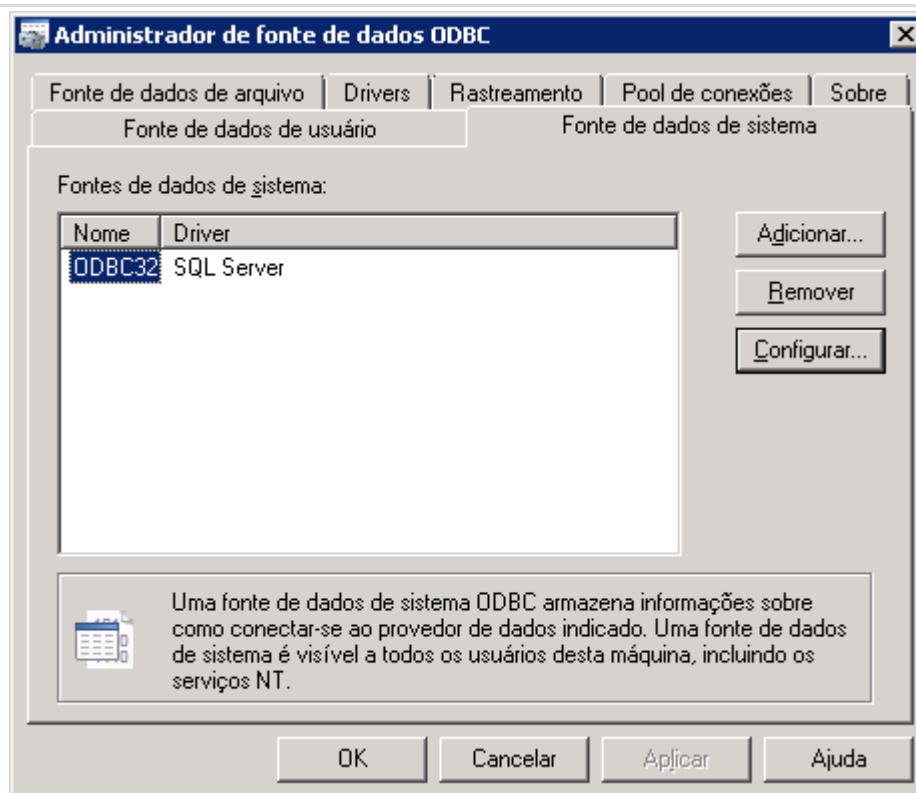 Administrador de fonte de dados ODBC
Fonte de dados de arquivo Drivers Rastreamento Pool de conexões Sobre
Fonte de dados de usuário Fonte de dados de sistema
Fontes de dados de sistema:
Nome Driver
ODBC32 SQL Server
Adicionar...
Remover
Configurar...
Uma fonte de dados de sistema ODBC armazena informações sobre
como conectar-se ao provedor de dados indicado. Uma fonte de dados
de sistema é visível a todos os usuários desta máquina, incluindo os
serviços NT.
OK Cancelar Aplicar Ajuda